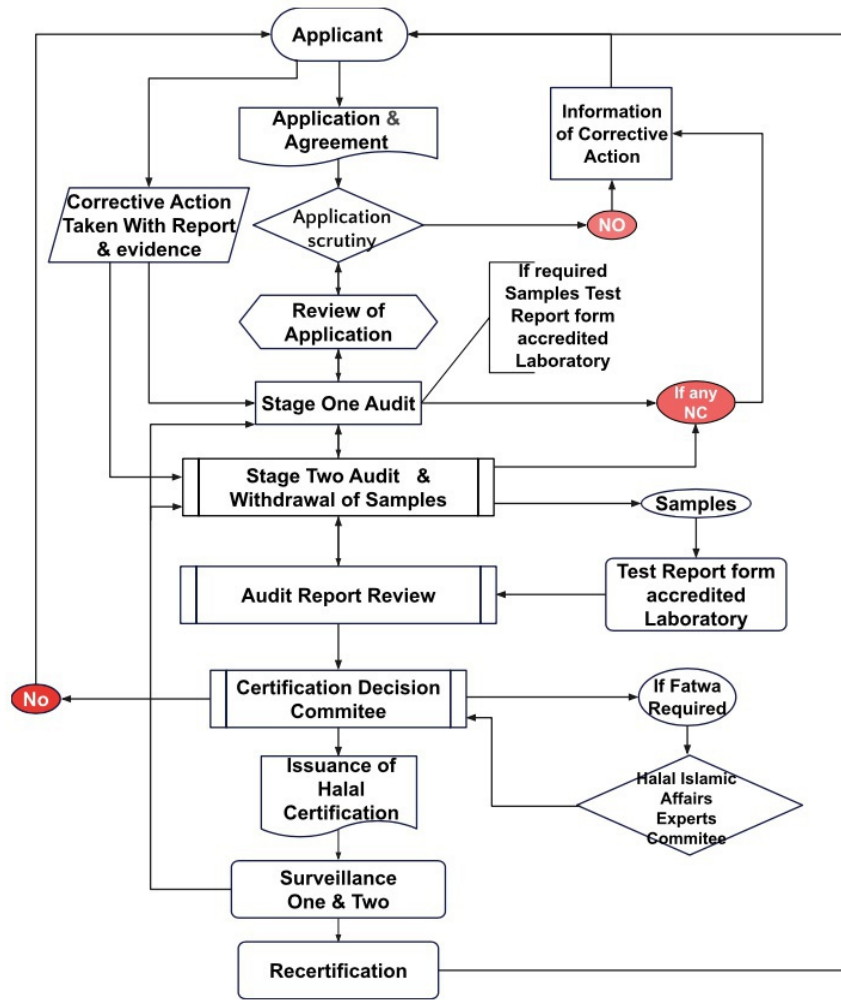 Applicant
Application &
Agreement
Information
of Corrective
Action
Corrective Action
Taken With Report
& evidence
Application
scrutiny
NO
If required
Samples Test
Report form
accredited
Laboratory
Review of
Application
Stage One Audit
If any
NC
Stage Two Audit &
Withdrawal of Samples
Samples
Audit Report Review
Test Report form
accredited
Laboratory
No
Certification Decision
Commitee
If Fatwa
Required
Issuance of
Halal
Certification
Halal Islamic
Affairs
Experts
Commitee
Surveillance
One & Two
Recertification